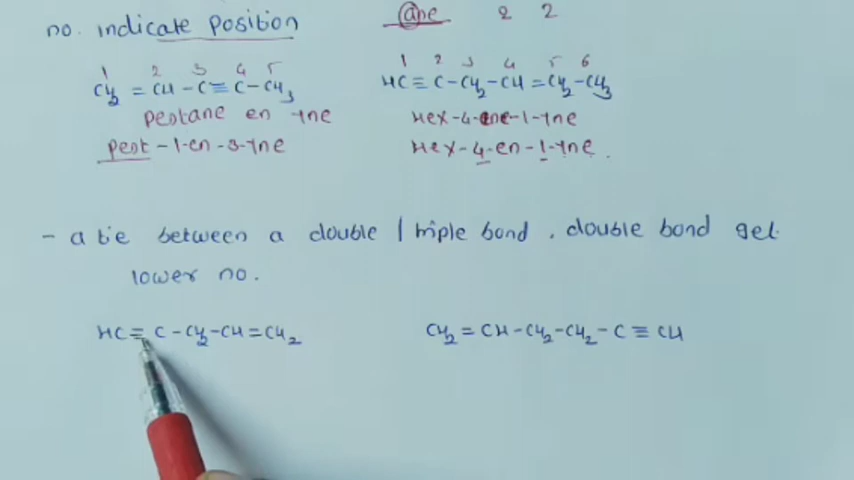 no. indicate position
ane 2 2
1 2 3 4 5
CH2 = CH - C ≡ C - CH3
1 2 3 4 5 6
HC ≡ C - CH2 - CH = CH2 - CH3
pentane en yne
Hex-4-ene-1-yne
pent-1-en-3-yne
Hex-4-en-1-yne.
- a tie between a double / triple bond, double bond get
lower no.
HC ≡ C - CH2 - CH = CH2
CH2 = CH - CH2 - CH2 - C ≡ CH